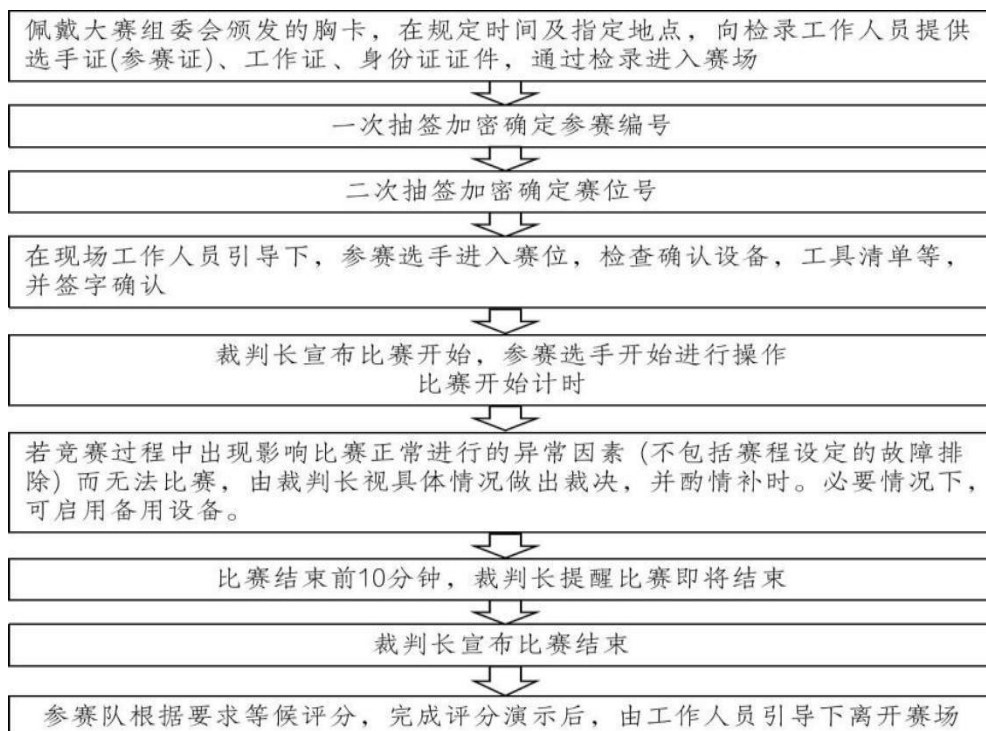 佩戴大赛组委会颁发的胸卡，在规定时间及指定地点，向检录工作人员提供
选手证(参赛证)、工作证、身份证证件，通过检录进入赛场
一次抽签加密确定参赛编号
二次抽签加密确定赛位号
在现场工作人员引导下，参赛选手进入赛位，检查确认设备，工具清单等，
并签字确认
裁判长宣布比赛开始，参赛选手开始进行操作
比赛开始计时
若竞赛过程中出现影响比赛正常进行的异常因素（不包括赛程设定的故障排
除）而无法比赛，由裁判长视具体情况做出裁决，并酌情补时。必要情况下，
可启用备用设备。
比赛结束前10分钟，裁判长提醒比赛即将结束
裁判长宣布比赛结束
参赛队根据要求等候评分，完成评分演示后，由工作人员引导下离开赛场